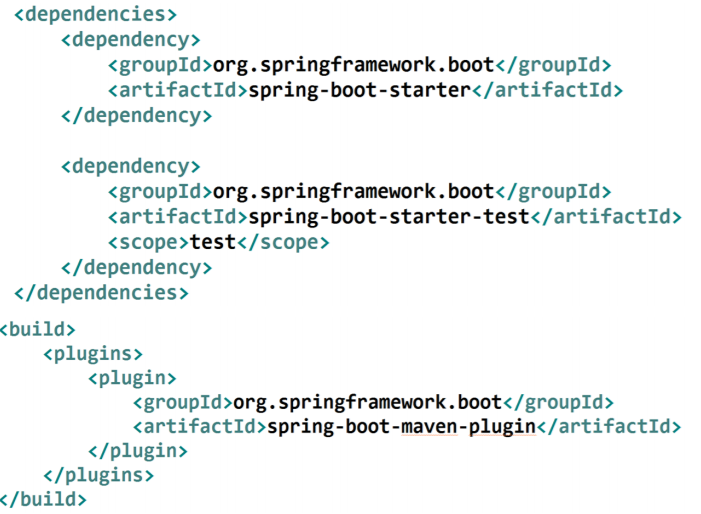 <dependencies>
<dependency>
<groupId>org.springframework.boot</groupId>
<artifactId>spring-boot-starter</artifactId>
</dependency>
<dependency>
<groupId>org.springframework.boot</groupId>
<artifactId>spring-boot-starter-test</artifactId>
<scope>test</scope>
</dependency>
</dependencies>
<build>
<plugins>
<plugin>
<groupId>org.springframework.boot</groupId>
<artifactId>spring-boot-maven-plugin</artifactId>
</plugin>
</plugins>
</build>